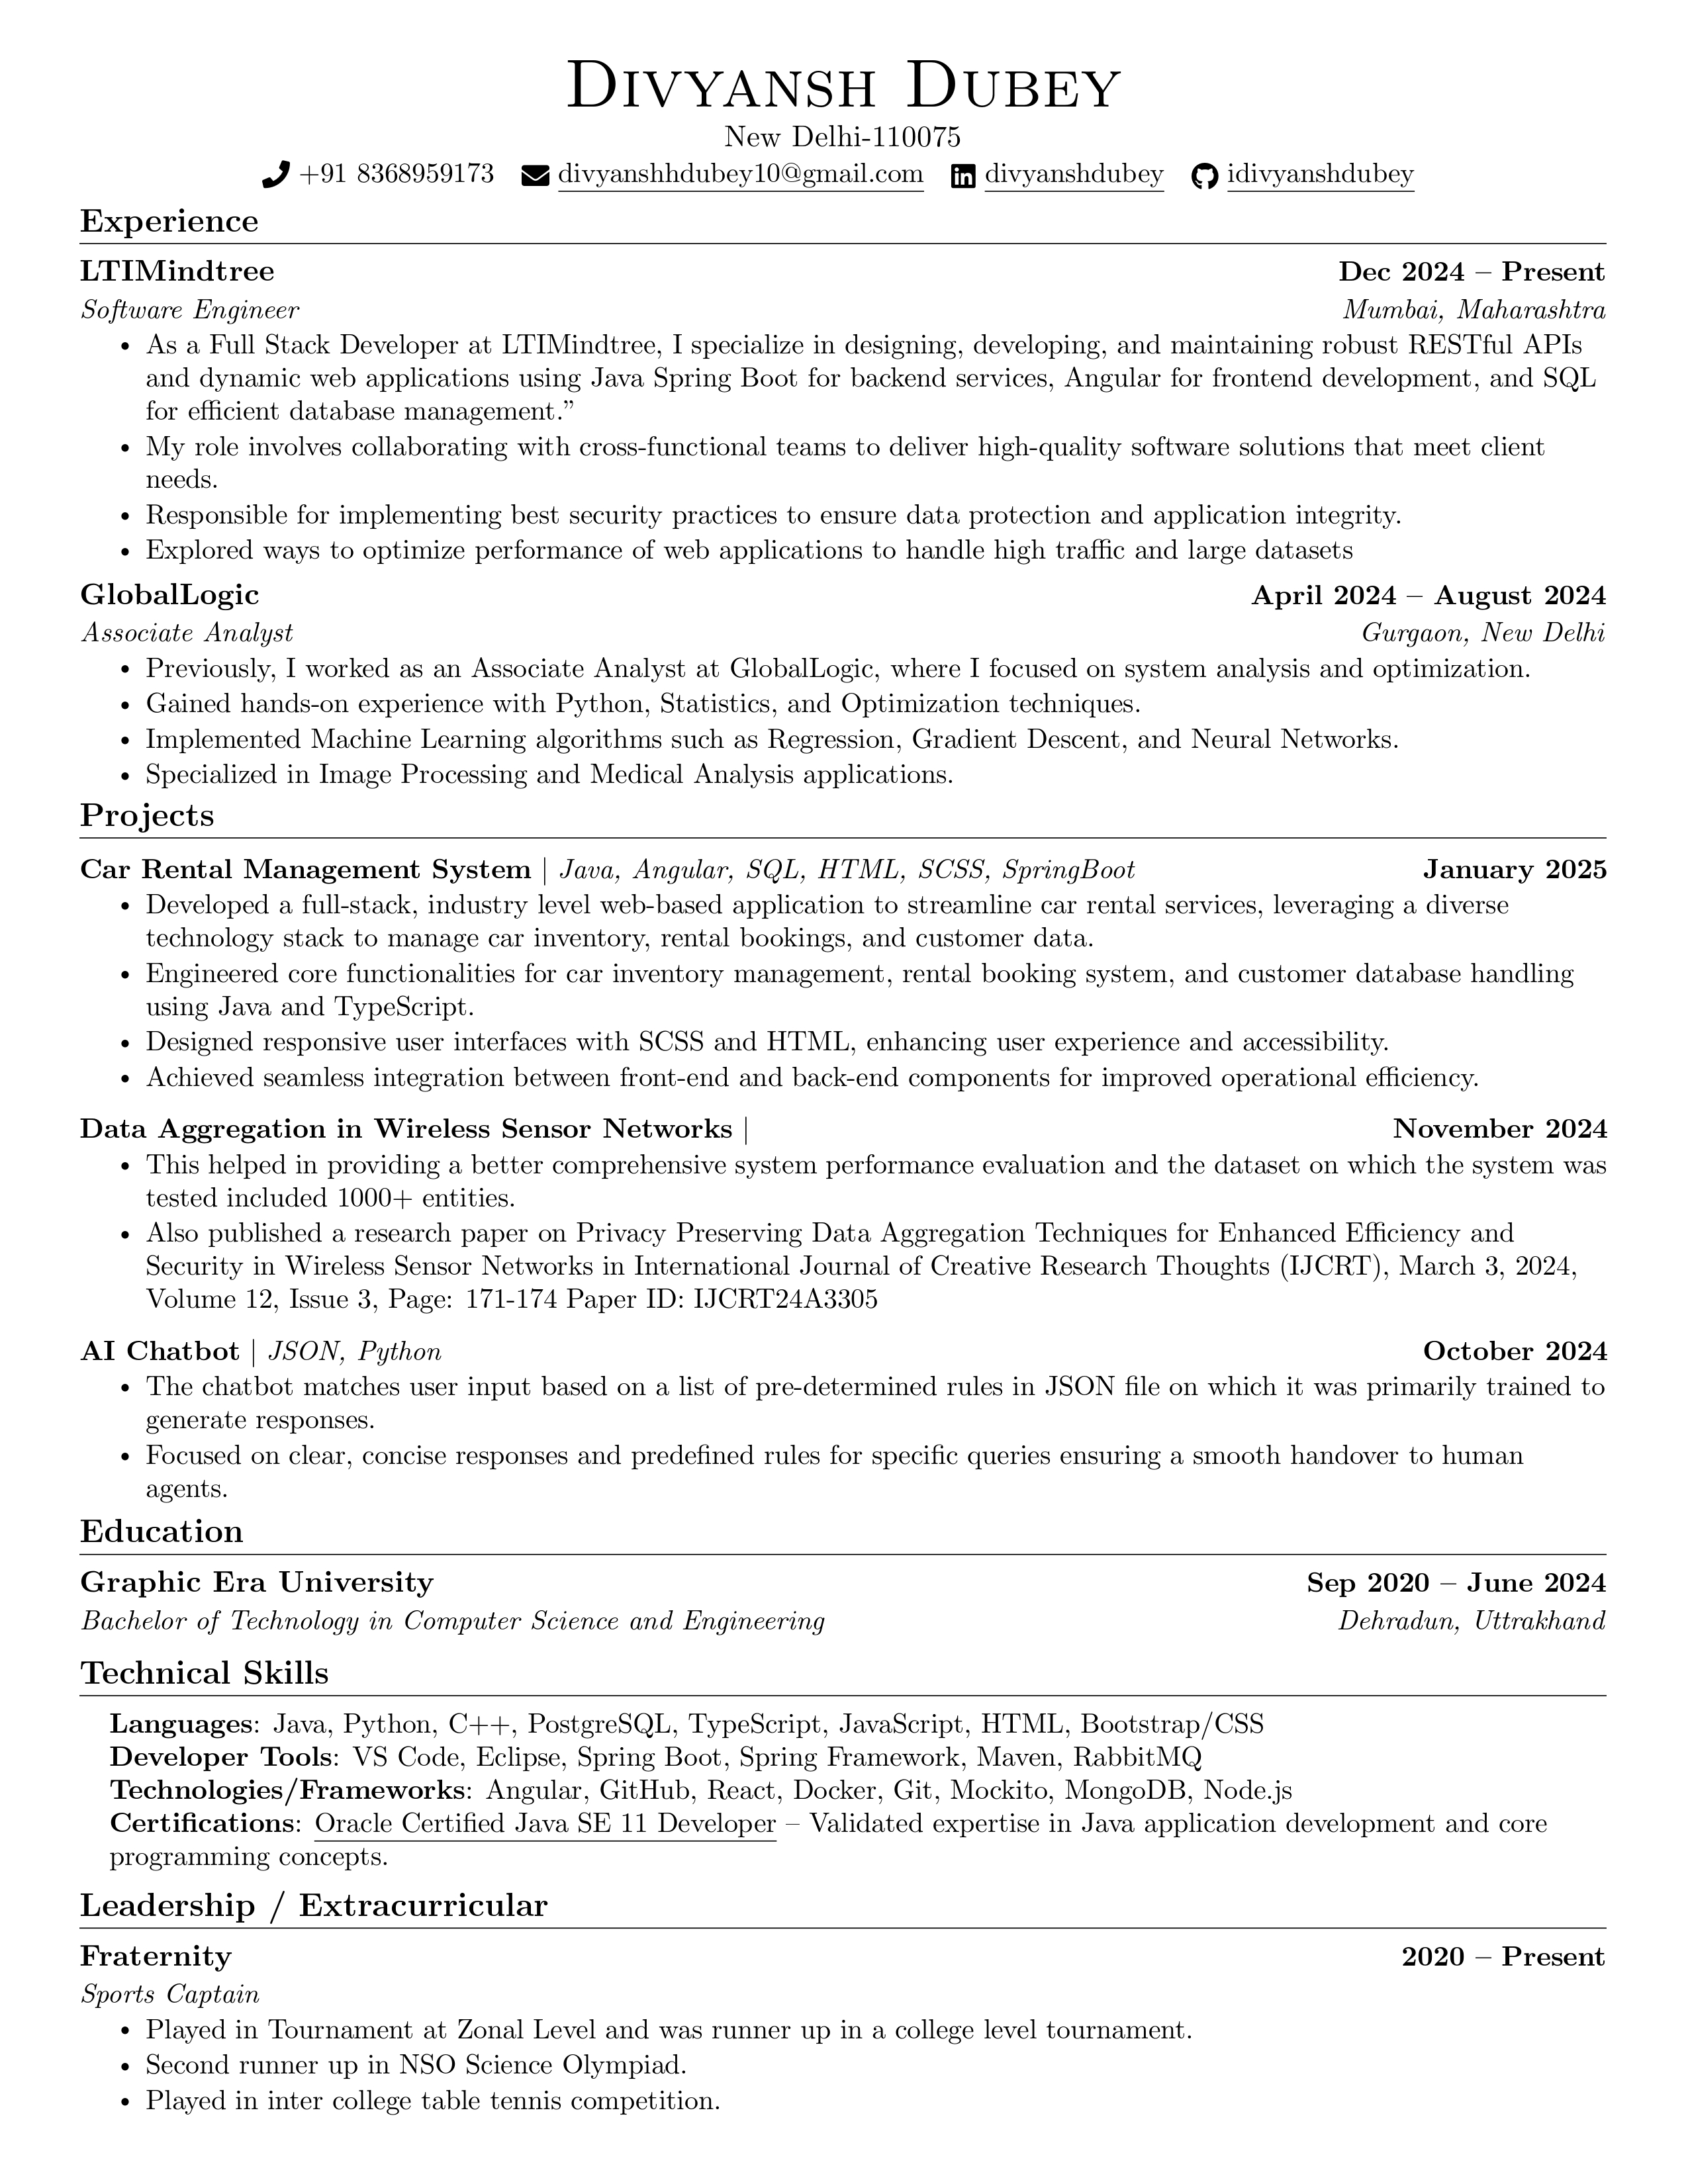 Divyansh Dubey
New Delhi-110075
+91 8368959173 divyanshhdubey10@gmail.com divyanshdubey idivyanshdubey
Experience
LTIMindtree Dec 2024 – Present
Software Engineer Mumbai, Maharashtra
• As a Full Stack Developer at LTIMindtree, I specialize in designing, developing, and maintaining robust RESTful APIs
and dynamic web applications using Java Spring Boot for backend services, Angular for frontend development, and SQL
for efficient database management.”
• My role involves collaborating with cross-functional teams to deliver high-quality software solutions that meet client
needs.
• Responsible for implementing best security practices to ensure data protection and application integrity.
• Explored ways to optimize performance of web applications to handle high traffic and large datasets
GlobalLogic April 2024 – August 2024
Associate Analyst Gurgaon, New Delhi
• Previously, I worked as an Associate Analyst at GlobalLogic, where I focused on system analysis and optimization.
• Gained hands-on experience with Python, Statistics, and Optimization techniques.
• Implemented Machine Learning algorithms such as Regression, Gradient Descent, and Neural Networks.
• Specialized in Image Processing and Medical Analysis applications.
Projects
Car Rental Management System | Java, Angular, SQL, HTML, SCSS, SpringBoot January 2025
• Developed a full-stack, industry level web-based application to streamline car rental services, leveraging a diverse
technology stack to manage car inventory, rental bookings, and customer data.
• Engineered core functionalities for car inventory management, rental booking system, and customer database handling
using Java and TypeScript.
• Designed responsive user interfaces with SCSS and HTML, enhancing user experience and accessibility.
• Achieved seamless integration between front-end and back-end components for improved operational efficiency.
Data Aggregation in Wireless Sensor Networks | November 2024
• This helped in providing a better comprehensive system performance evaluation and the dataset on which the system was
tested included 1000+ entities.
• Also published a research paper on Privacy Preserving Data Aggregation Techniques for Enhanced Efficiency and
Security in Wireless Sensor Networks in International Journal of Creative Research Thoughts (IJCRT), March 3, 2024,
Volume 12, Issue 3, Page: 171-174 Paper ID: IJCRT24A3305
AI Chatbot | JSON, Python October 2024
• The chatbot matches user input based on a list of pre-determined rules in JSON file on which it was primarily trained to
generate responses.
• Focused on clear, concise responses and predefined rules for specific queries ensuring a smooth handover to human
agents.
Education
Graphic Era University Sep 2020 – June 2024
Bachelor of Technology in Computer Science and Engineering Dehradun, Uttrakhand
Technical Skills
Languages: Java, Python, C++, PostgreSQL, TypeScript, JavaScript, HTML, Bootstrap/CSS
Developer Tools: VS Code, Eclipse, Spring Boot, Spring Framework, Maven, RabbitMQ
Technologies/Frameworks: Angular, GitHub, React, Docker, Git, Mockito, MongoDB, Node.js
Certifications: Oracle Certified Java SE 11 Developer – Validated expertise in Java application development and core
programming concepts.
Leadership / Extracurricular
Fraternity 2020 – Present
Sports Captain
• Played in Tournament at Zonal Level and was runner up in a college level tournament.
• Second runner up in NSO Science Olympiad.
• Played in inter college table tennis competition.